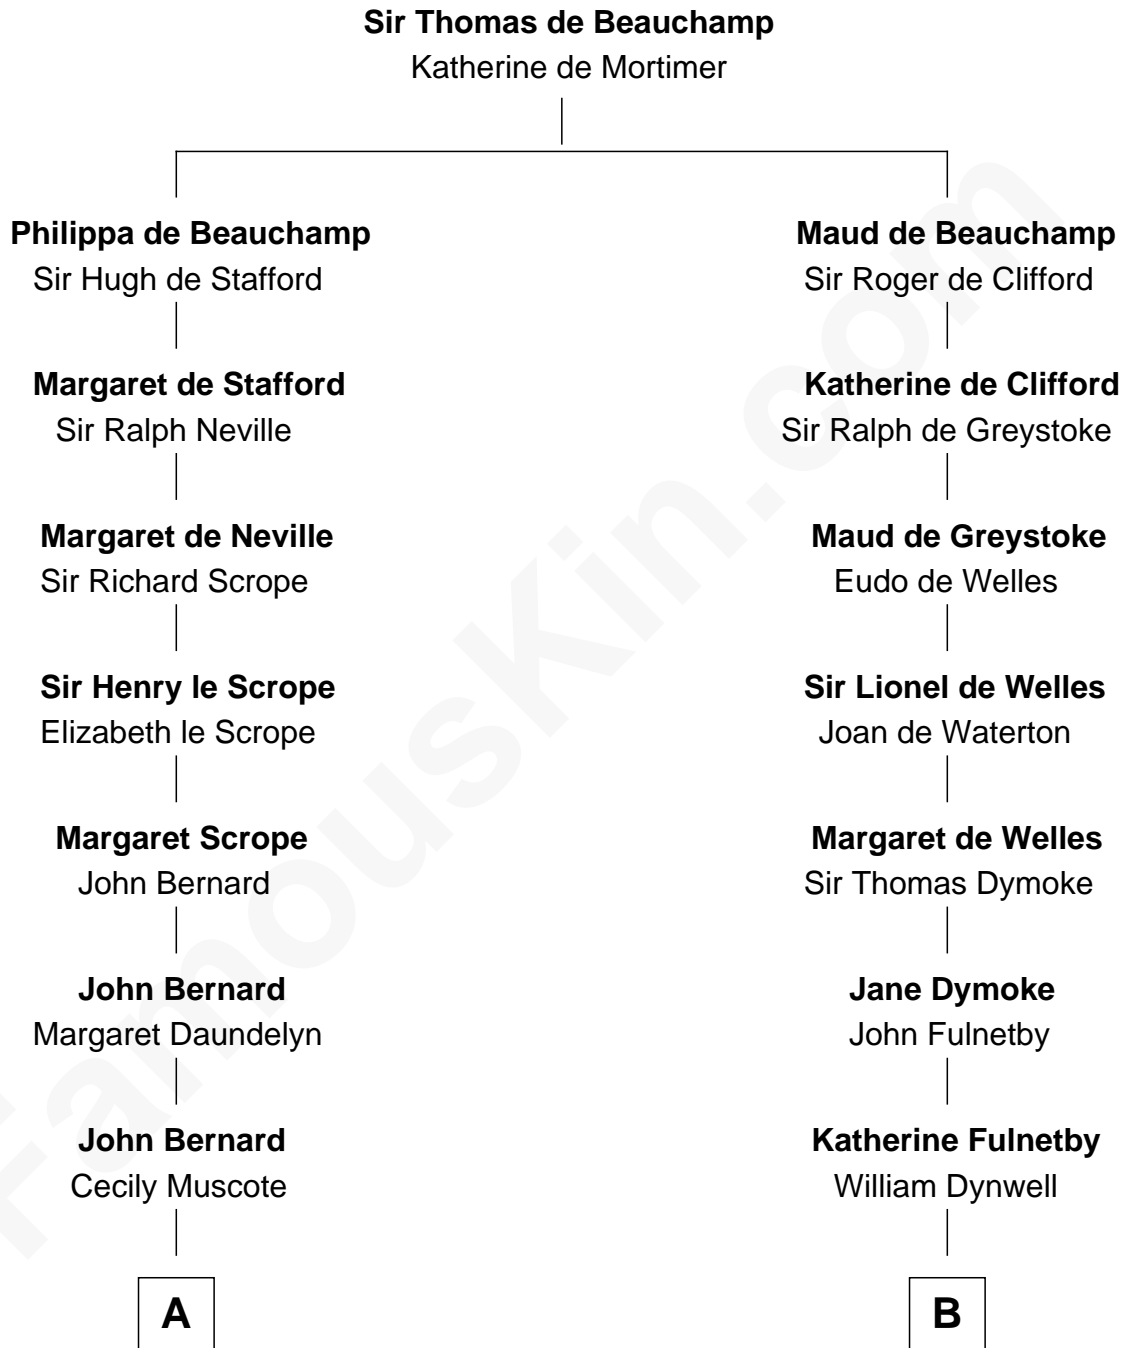 Sir Thomas de Beauchamp
Katherine de Mortimer
Philippa de Beauchamp
Sir Hugh de Stafford
Maud de Beauchamp
Sir Roger de Clifford
Margaret de Stafford
Sir Ralph Neville
Katherine de Clifford
Sir Ralph de Greystoke
Margaret de Neville
Sir Richard Scrope
Maud de Greystoke
Eudo de Welles
Sir Henry le Scrope
Elizabeth le Scrope
Sir Lionel de Welles
Joan de Waterton
Margaret Scrope
John Bernard
Margaret de Welles
Sir Thomas Dymoke
John Bernard
Margaret Daundelyn
Jane Dymoke
John Fulnetby
John Bernard
Cecily Muscote
Katherine Fulnetby
William Dynwell
A
B
FamousKin.com